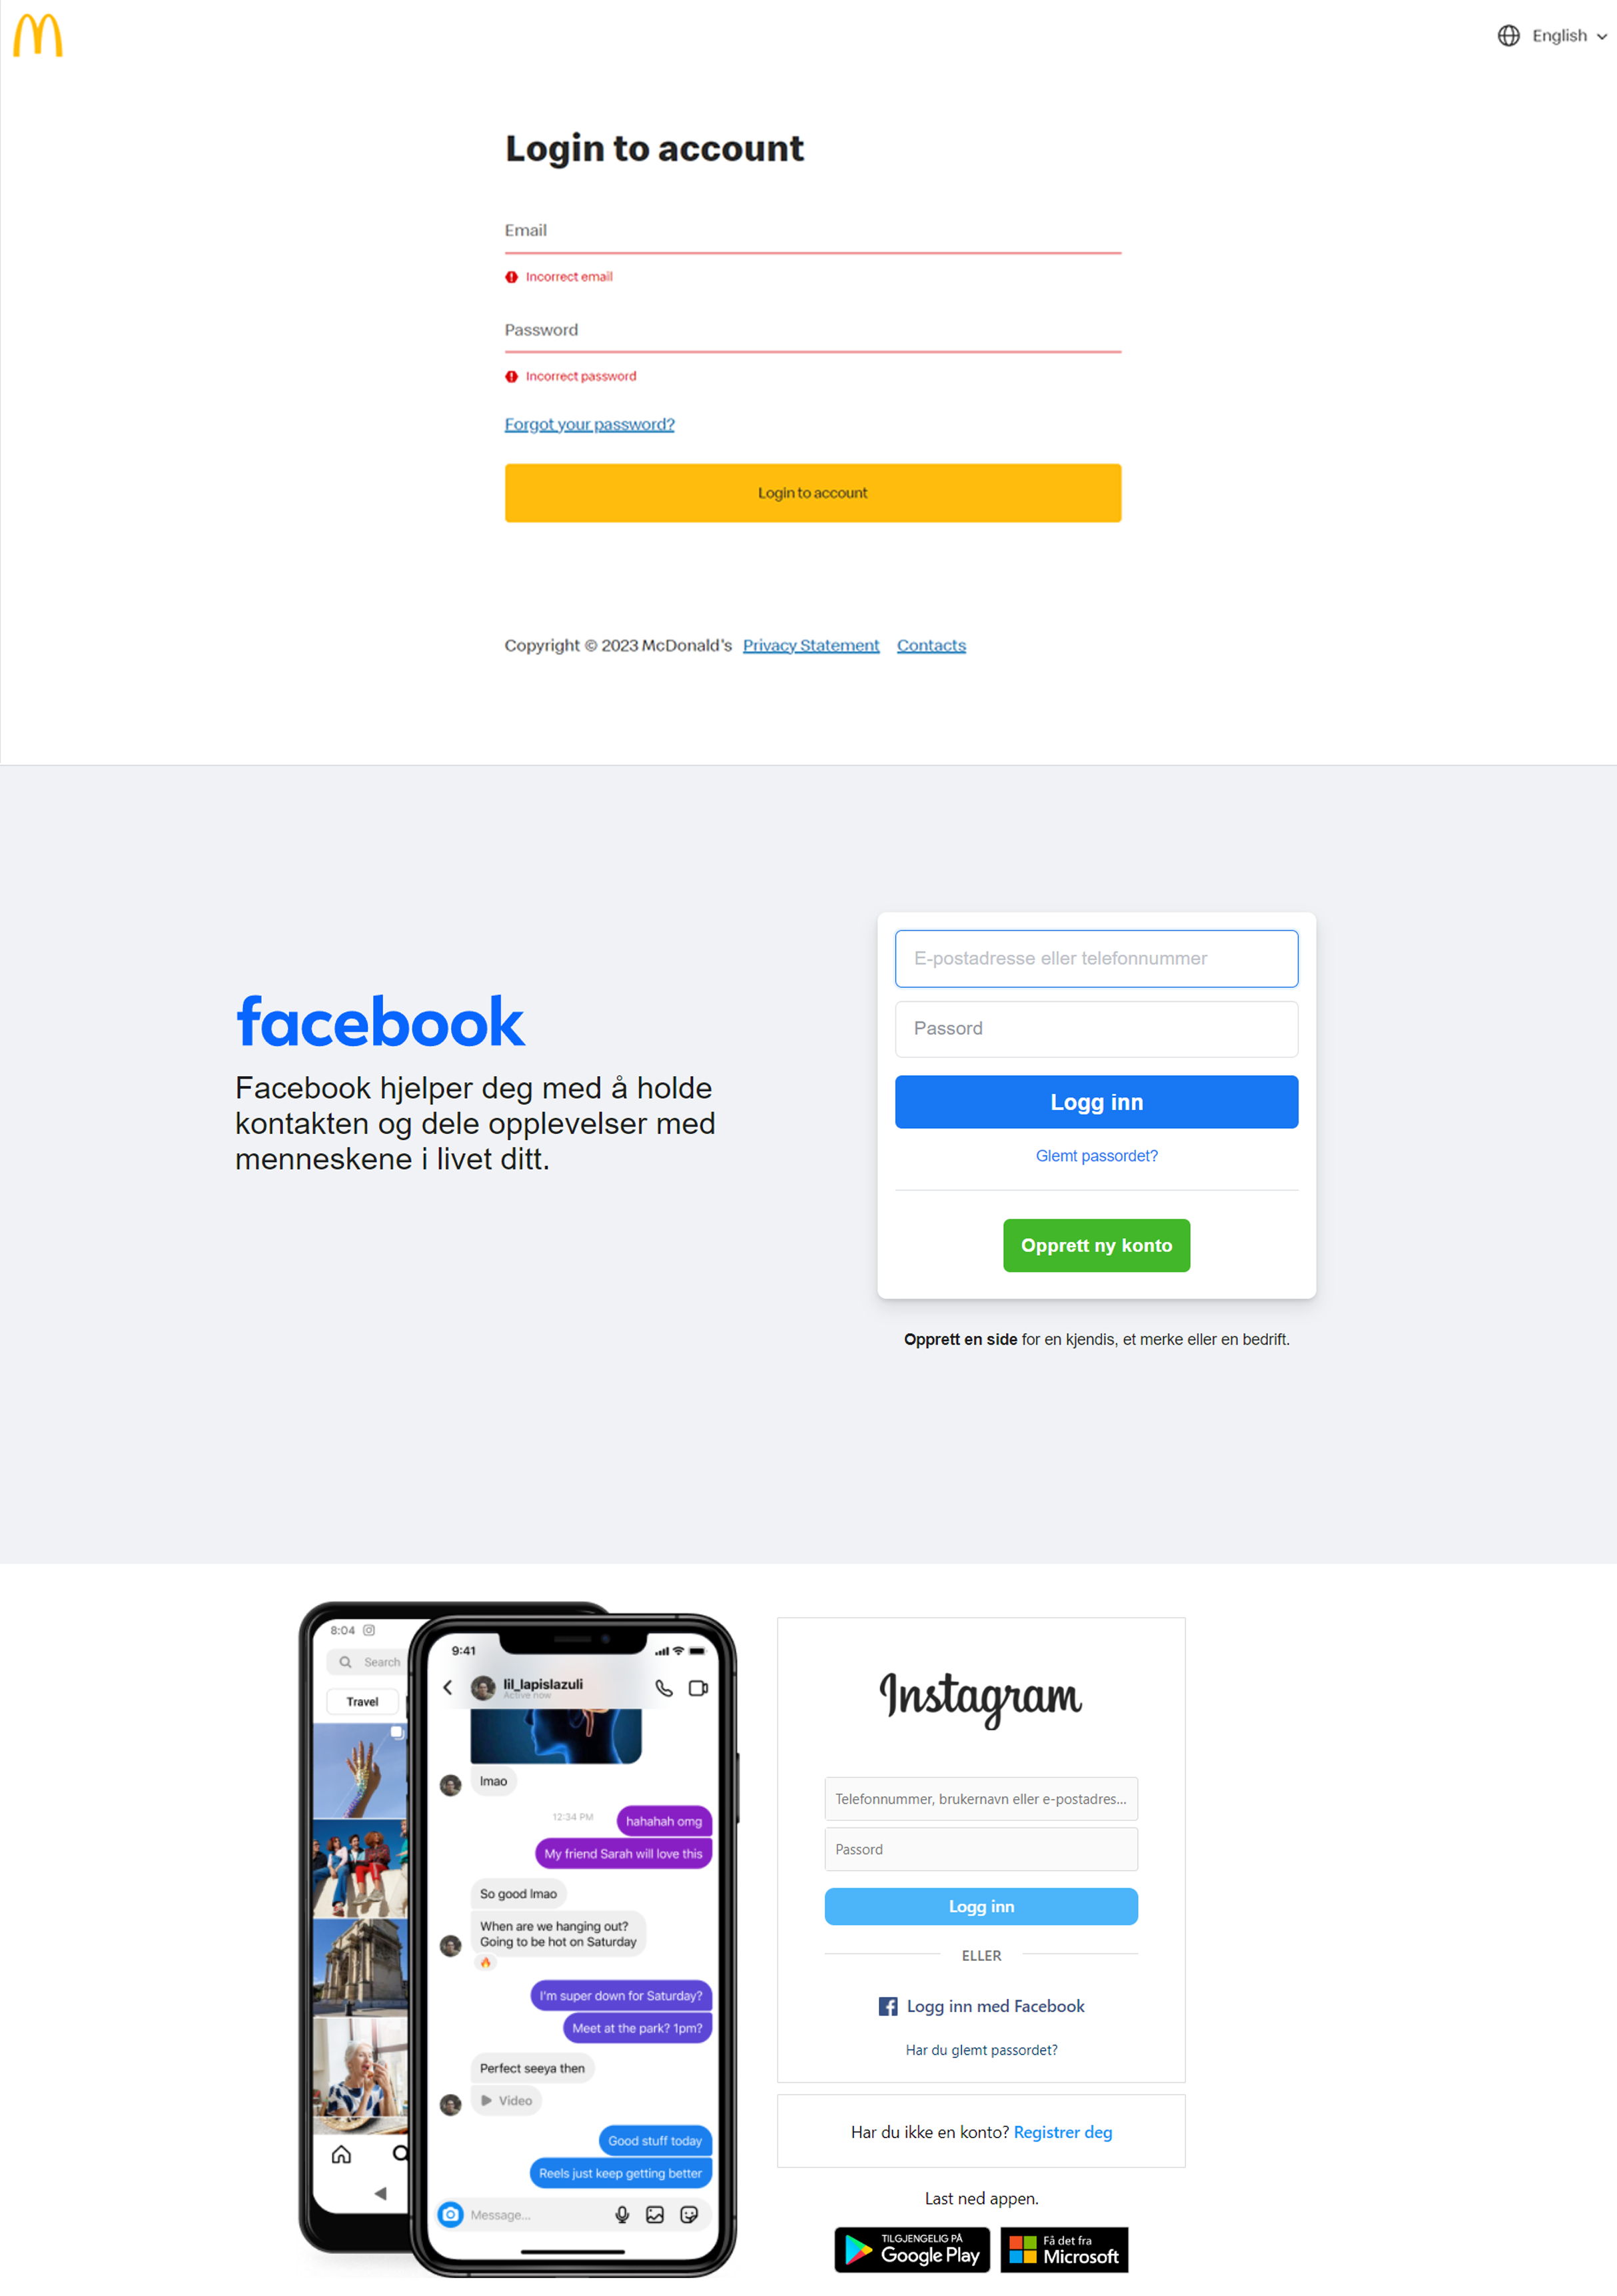 English
Login to account
Email
Incorrect email
Password
Incorrect password
Forgot your password?
Login to account
Copyright © 2023 McDonald's Privacy Statement Contacts
facebook
Facebook hjelper deg med å holde
kontakten og dele opplevelser med
menneskene i livet ditt.
E-postadresse eller telefonnummer
Passord
Logg inn
Glemt passordet?
Opprett ny konto
Opprett en side for en kjendis, et merke eller en bedrift.
8:04
Search
Travel
9:41
lil_lapislazuli
Active now
lmao
12:34 PM
hahahah omg
My friend Sarah will love this
So good lmao
When are we hanging out?
Going to be hot on Saturday
I'm super down for Saturday?
Meet at the park? 1pm?
Perfect seeya then
Video
Good stuff today
Reels just keep getting better
Message...
Instagram
Telefonnummer, brukernavn eller e-postadres...
Passord
Logg inn
ELLER
Logg inn med Facebook
Har du glemt passordet?
Har du ikke en konto? Registrer deg
Last ned appen.
TILGJENGELIG PÅ
Google Play
Få det fra
Microsoft